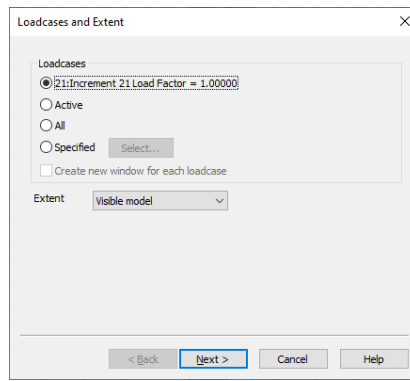 Loadcases and Extent
Loadcases
21:Increment 21 Load Factor = 1.00000
Active
All
Specified Select...
Create new window for each loadcase
Extent Visible model
< Back Next > Cancel Help